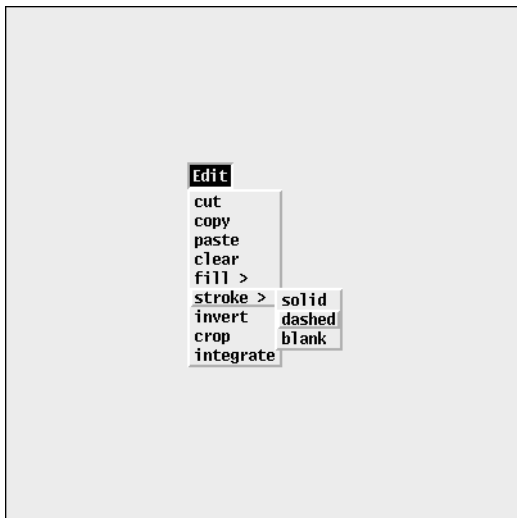 Edit
cut
copy
paste
clear
fill >
stroke >
invert
crop
integrate
solid
dashed
blank